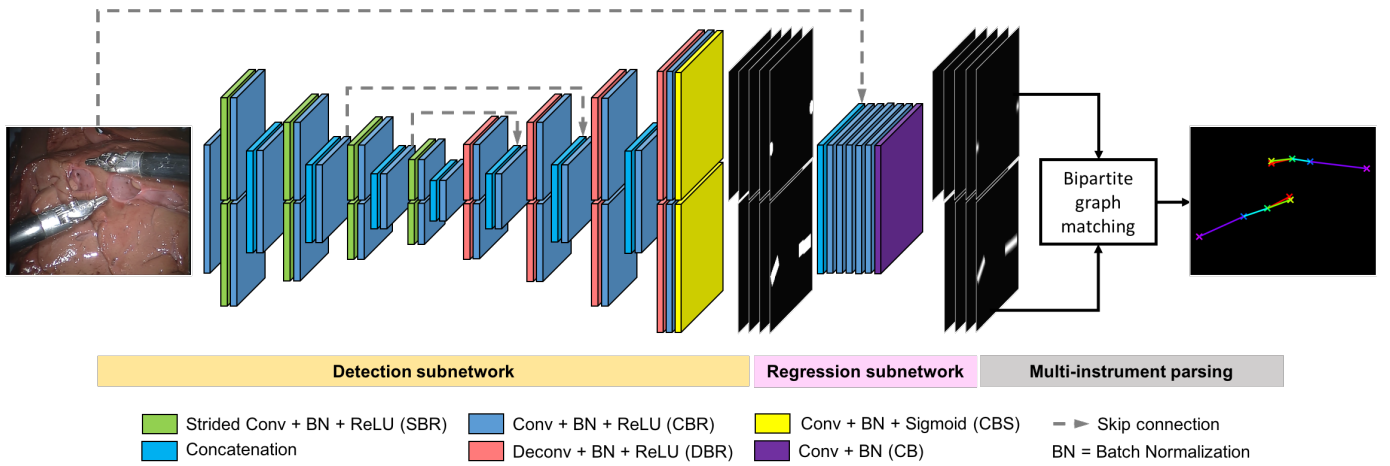 Bipartite
graph
matching
Detection subnetwork
Regression subnetwork
Multi-instrument parsing
Strided Conv + BN + ReLU (SBR)
Conv + BN + ReLU (CBR)
Conv + BN + Sigmoid (CBS)
Skip connection
Concatenation
Deconv + BN + ReLU (DBR)
Conv + BN (CB)
BN = Batch Normalization